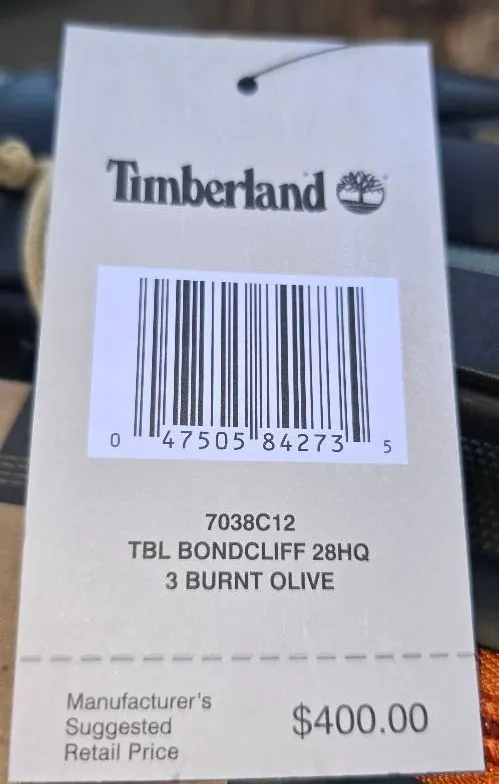 Timberland
0 47505 84273 5
7038C12
TBL BONDCLIFF 28HQ
3 BURNT OLIVE
Manufacturer's
Suggested
Retail Price
$400.00